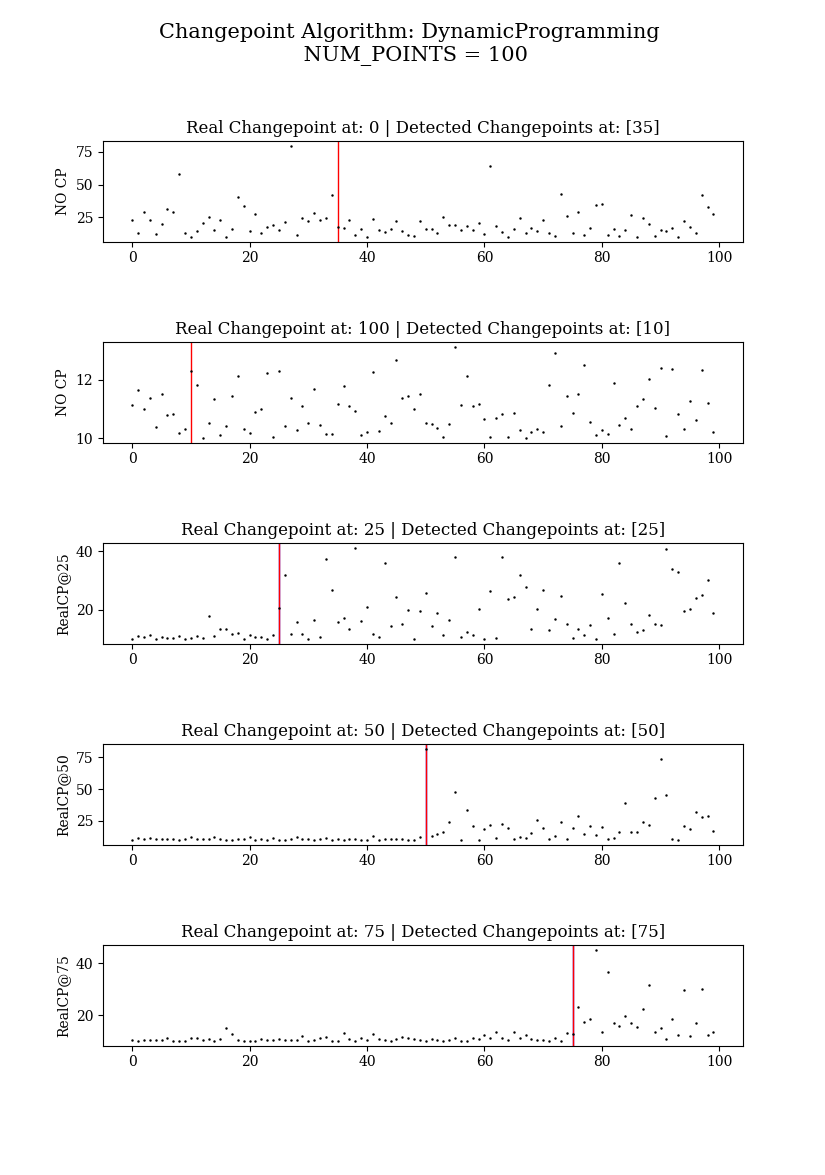 Changepoint Algorithm: DynamicProgramming
NUM_POINTS = 100
Real Changepoint at: 0 | Detected Changepoints at: [35]
NO CP
75
50
25
0 20 40 60 80 100
Real Changepoint at: 100 | Detected Changepoints at: [10]
NO CP
12
10
0 20 40 60 80 100
Real Changepoint at: 25 | Detected Changepoints at: [25]
RealCP@25
40
20
0 20 40 60 80 100
Real Changepoint at: 50 | Detected Changepoints at: [50]
RealCP@50
75
50
25
0 20 40 60 80 100
Real Changepoint at: 75 | Detected Changepoints at: [75]
RealCP@75
40
20
0 20 40 60 80 100